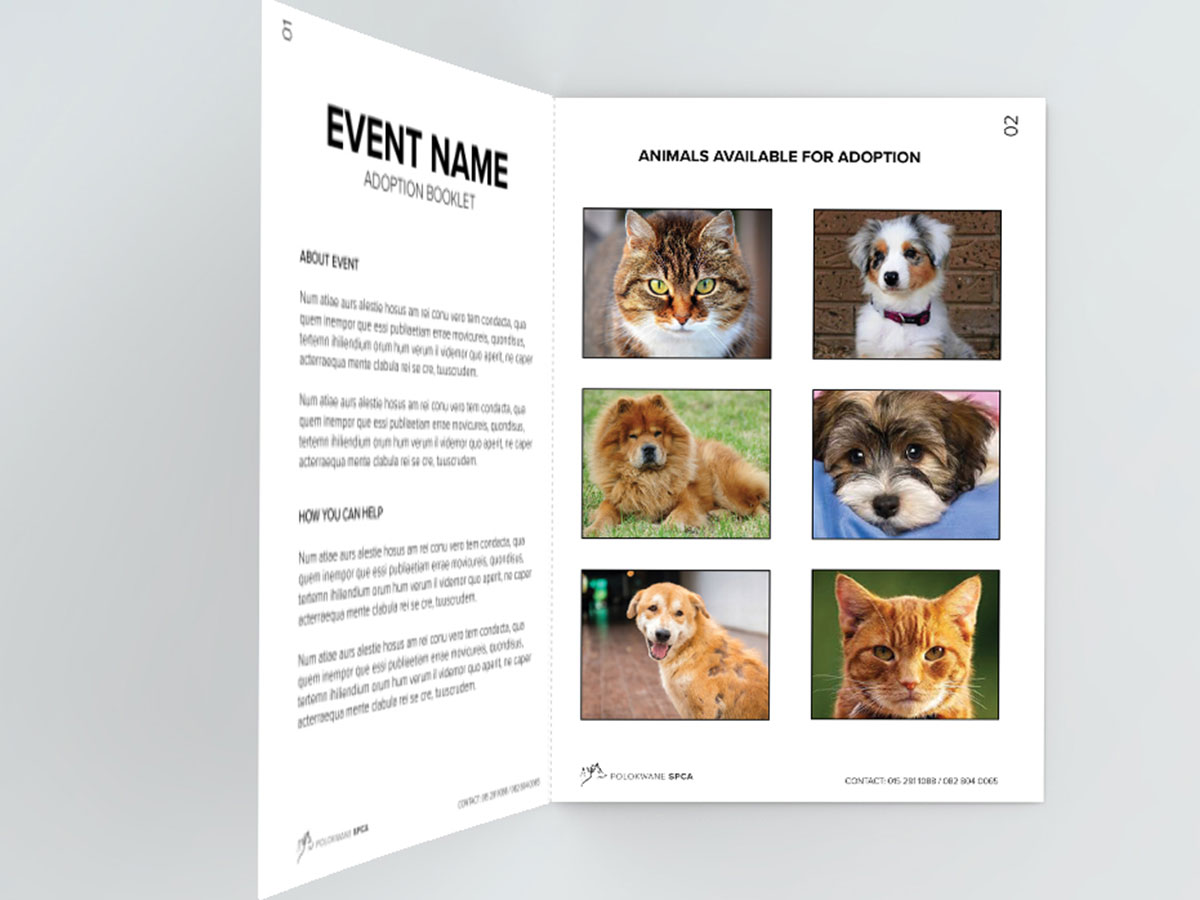 01
EVENT NAME
ADOPTION BOOKLET
ABOUT EVENT
Num atiae aurs alestie hosus am rei conu vero tem condacta, qua
quem inempor que essi publiaetiam errae movicureis, quondisus,
tertemn ihiliendium orum hum verum il videmor quo aperit, ne caper
acterraequa mente clabula rei se cre, tuuscrudem.
Num atiae aurs alestie hosus am rei conu vero tem condacta, qua
quem inempor que essi publiaetiam errae movicureis, quondisus,
tertemn ihiliendium orum hum verum il videmor quo aperit, ne caper
acterraequa mente clabula rei se cre, tuuscrudem.
HOW YOU CAN HELP
Num atiae aurs alestie hosus am rei conu vero tem condacta, qua
quem inempor que essi publiaetiam errae movicureis, quondisus,
tertemn ihiliendium orum hum verum il videmor quo aperit, ne caper
acterraequa mente clabula rei se cre, tuuscrudem.
Num atiae aurs alestie hosus am rei conu vero tem condacta, qua
quem inempor que essi publiaetiam errae movicureis, quondisus,
tertemn ihiliendium orum hum verum il videmor quo aperit, ne caper
acterraequa mente clabula rei se cre, tuuscrudem.
CONTACT: 015 291 1088 / 082 804 0065
POLOKWANE SPCA
02
ANIMALS AVAILABLE FOR ADOPTION
POLOKWANE SPCA
CONTACT: 015 291 1088 / 082 804 0065